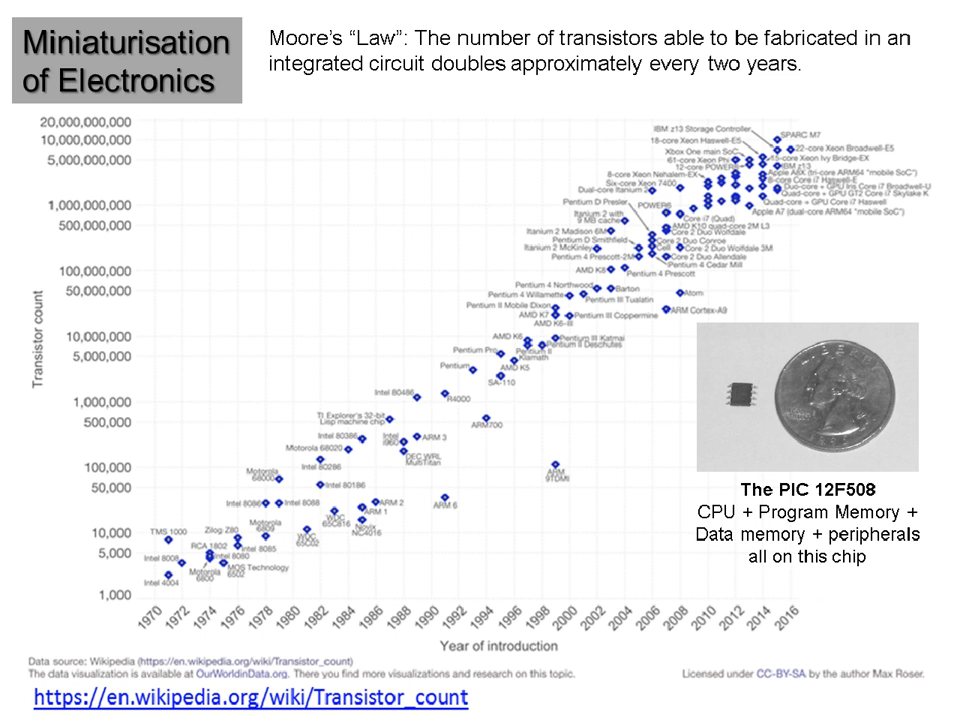 Miniaturisation
of Electronics
Moore's “Law”: The number of transistors able to be fabricated in an
integrated circuit doubles approximately every two years.
20,000,000,000
10,000,000,000
5,000,000,000
1,000,000,000
500,000,000
100,000,000
50,000,000
10,000,000
5,000,000
1,000,000
500,000
100,000
50,000
10,000
5,000
1,000
Transistor count
IBM z13 Storage Controller
SPARC M7
18-core Xeon Haswell-E5
22-core Xeon Broadwell-E5
Xbox One main SoC
61-core Xeon Phi
15-core Xeon Ivy Bridge-EX
12-core POWER8
IBM z13
8-core Xeon Nehalem-EX
Apple A8X (tri-core ARM64 "mobile SoC")
Six-core Xeon 7400
8-core Core i7 Haswell-E
Dual-core Itanium 2
Duo-core + GPU Iris Core i7 Broadwell-U
Quad-core + GPU GT2 Core i7 Skylake K
Pentium D Presler
POWER6
Quad-core + GPU Core i7 Haswell
Apple A7 (dual-core ARM64 "mobile SoC")
Itanium 2 with
9 MB cache
Core i7 (Quad)
AMD K10 quad-core 2M L3
Itanium 2 Madison 6M
Core 2 Duo Wolfdale
Pentium D Smithfield
Core 2 Duo Conroe
Itanium 2 McKinley
Cell
Core 2 Duo Wolfdale 3M
Pentium 4 Prescott-2M
Core 2 Duo Allendale
Pentium 4 Cedar Mill
AMD K8
Pentium 4 Prescott
Pentium 4 Northwood
Barton
Atom
Pentium 4 Willamette
Pentium III Tualatin
Pentium II Mobile Dixon
ARM Cortex-A9
AMD K7
Pentium III Coppermine
AMD K6-III
AMD K6
Pentium III Katmai
Pentium II Deschutes
Pentium Pro
Pentium II
Klamath
Pentium
AMD K5
SA-110
Intel 80486
R4000
TI Explorer's 32-bit
Lisp machine chip
ARM700
Intel 80386
Intel
i960
ARM 3
Motorola 68020
DEC WRL
MultiTitan
Intel 80286
Motorola
68000
ARM
9TDMI
Intel 80186
Intel 8086
Intel 8088
ARM 2
ARM 6
WDC
65C816
ARM 1
Novix
NC4016
TMS 1000
Zilog Z80
Motorola
6809
WDC
65C02
RCA 1802
Intel 8085
Intel 8008
Intel 8080
Motorola
6800
MOS Technology
6502
Intel 4004
1970 1972 1974 1976 1978 1980 1982 1984 1986 1988 1990 1992 1994 1996 1998 2000 2002 2004 2006 2008 2010 2012 2014 2016
Year of introduction
The PIC 12F508
CPU + Program Memory +
Data memory + peripherals
all on this chip
Data source: Wikipedia (https://en.wikipedia.org/wiki/Transistor_count)
The data visualization is available at OurWorldinData.org. There you find more visualizations and research on this topic.
Licensed under CC-BY-SA by the author Max Roser.
https://en.wikipedia.org/wiki/Transistor_count